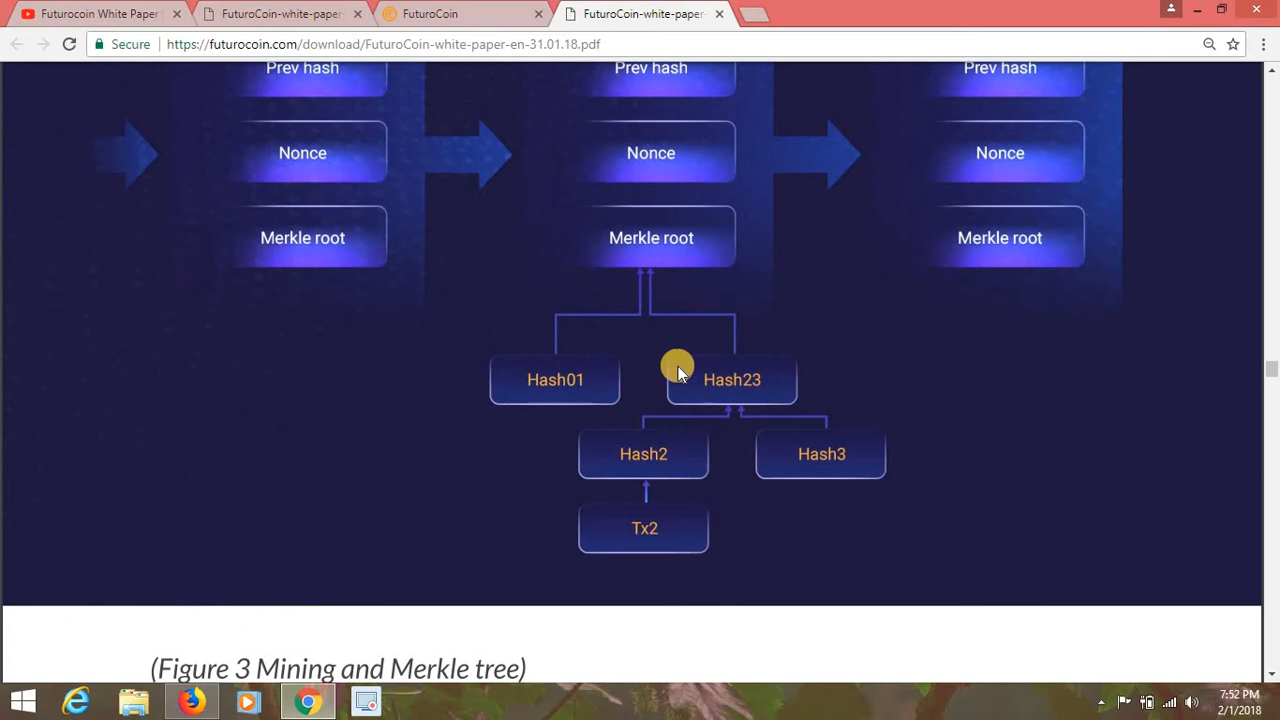 Futurocoin White Paper
FuturoCoin-white-paper-
FuturoCoin
FuturoCoin-white-paper-
Secure
https://futurocoin.com/download/FuturoCoin-white-paper-en-31.01.18.pdf
Prev hash Prev hash Prev hash
Nonce Nonce Nonce
Merkle root Merkle root Merkle root
Hash01 Hash23
Hash2 Hash3
Tx2
(Figure 3 Mining and Merkle tree)
7:52 PM
2/1/2018